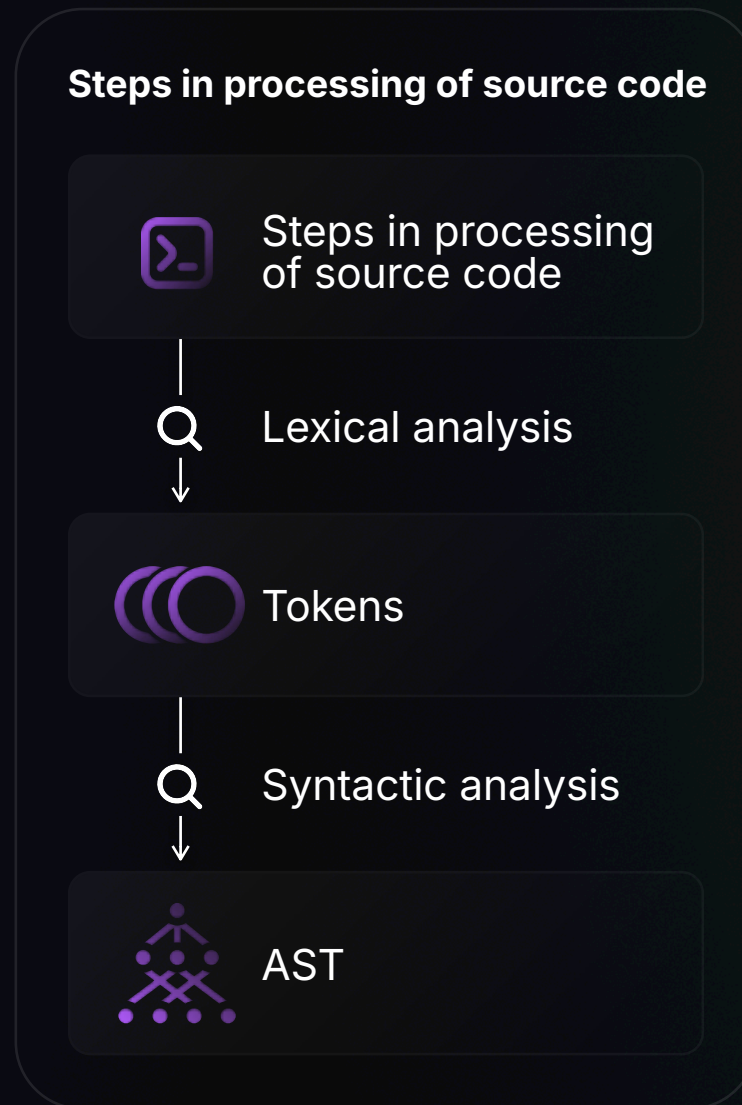 Steps in processing of source code
Steps in processing
of source code
Lexical analysis
Tokens
Syntactic analysis
AST